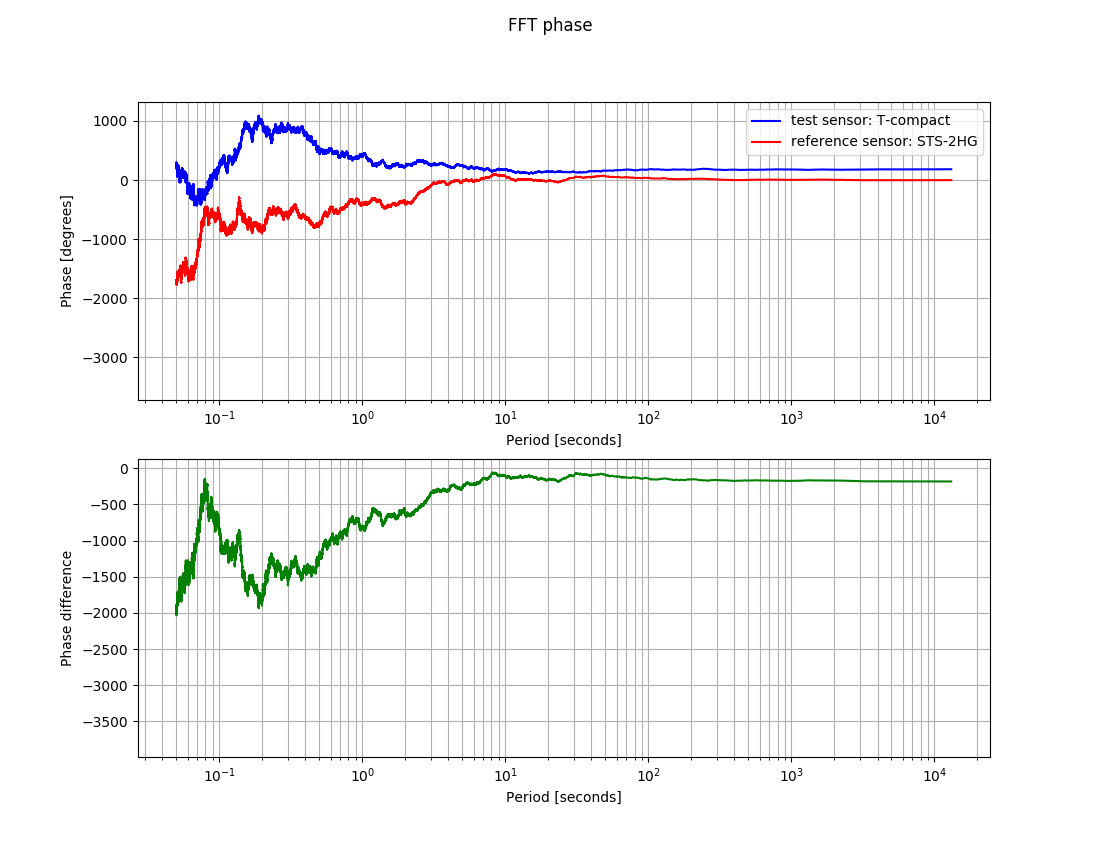 FFT phase
test sensor: T-compact
reference sensor: STS-2HG
1000
0
−1000
−2000
−3000
Phase [degrees]
10⁻¹ 10⁰ 10¹ 10² 10³ 10⁴
Period [seconds]
0
−500
−1000
−1500
−2000
−2500
−3000
−3500
Phase difference
10⁻¹ 10⁰ 10¹ 10² 10³ 10⁴
Period [seconds]